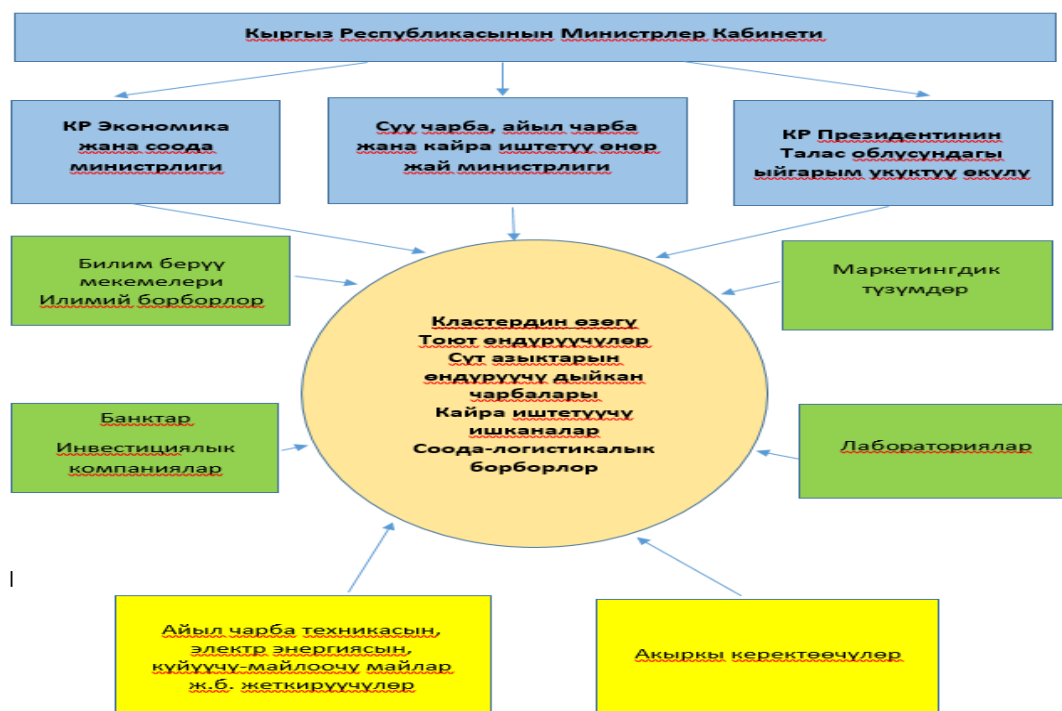 Кыргыз Республикасынын Министрлер Кабинети
КР Экономика
жана соода
министрлиги
Суу чарба, айыл чарба
жана кайра иштетүү өнөр
жай министрлиги
КР Президентинин
Талас облусундагы
ыйгарым укуктуу өкүлү
Билим берүү
мекемелери
Илимий борборлор
Маркетингдик
түзүмдөр
Кластердин өзөгү
Тоют өндүрүүчүлөр
Сүт азыктарын
өндүрүүчү дыйкан
чарбалары
Кайра иштетүүчү
ишканалар
Соода-логистикалык
борборлор
Банктар
Инвестициялык
компаниялар
Лабораториялар
Айыл чарба техникасын,
электр энергиясын,
күйүүчү-майлоочу майлар
ж.б. жеткирүүчүлөр
Акыркы керектөөчүлөр